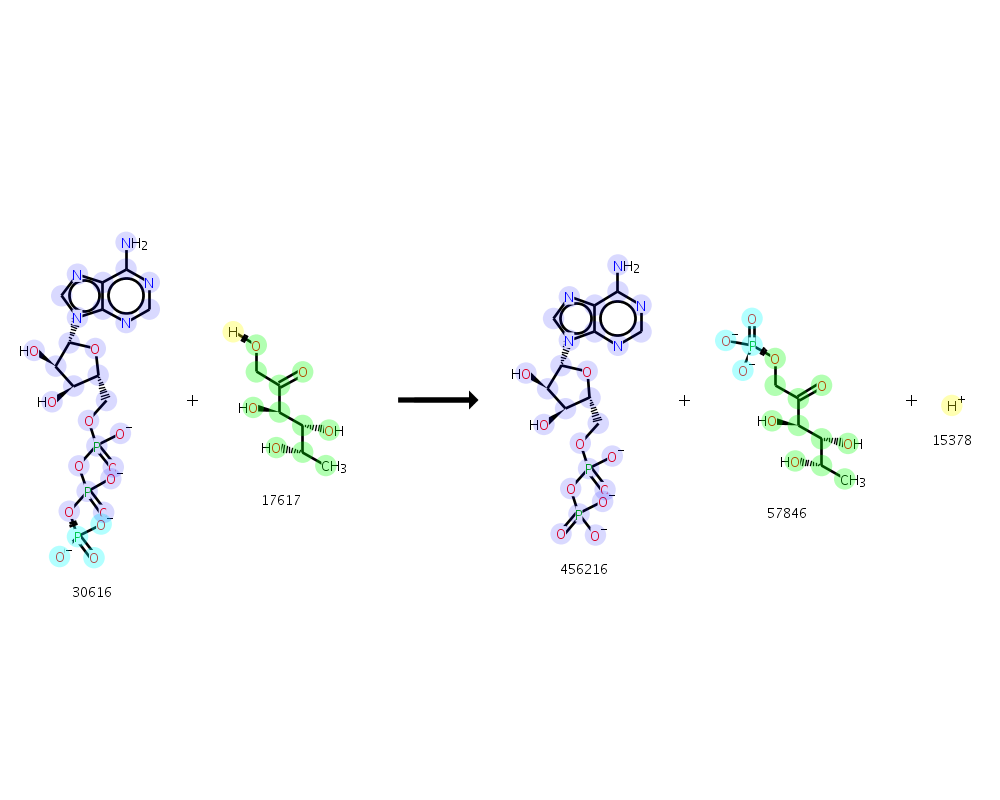 NH2
N N
N N
HO O
HO
O O−
P
O O O−
P
O O O−
P
O− O
30616
+
H
O
O
HO
OH
HO
CH3
17617
+
NH2
N N
N N
HO O
HO
O O−
P
O O O−
P
O O−
456216
+
O
O− P O
O−
O
HO
OH
HO
CH3
57846
+
H+
15378